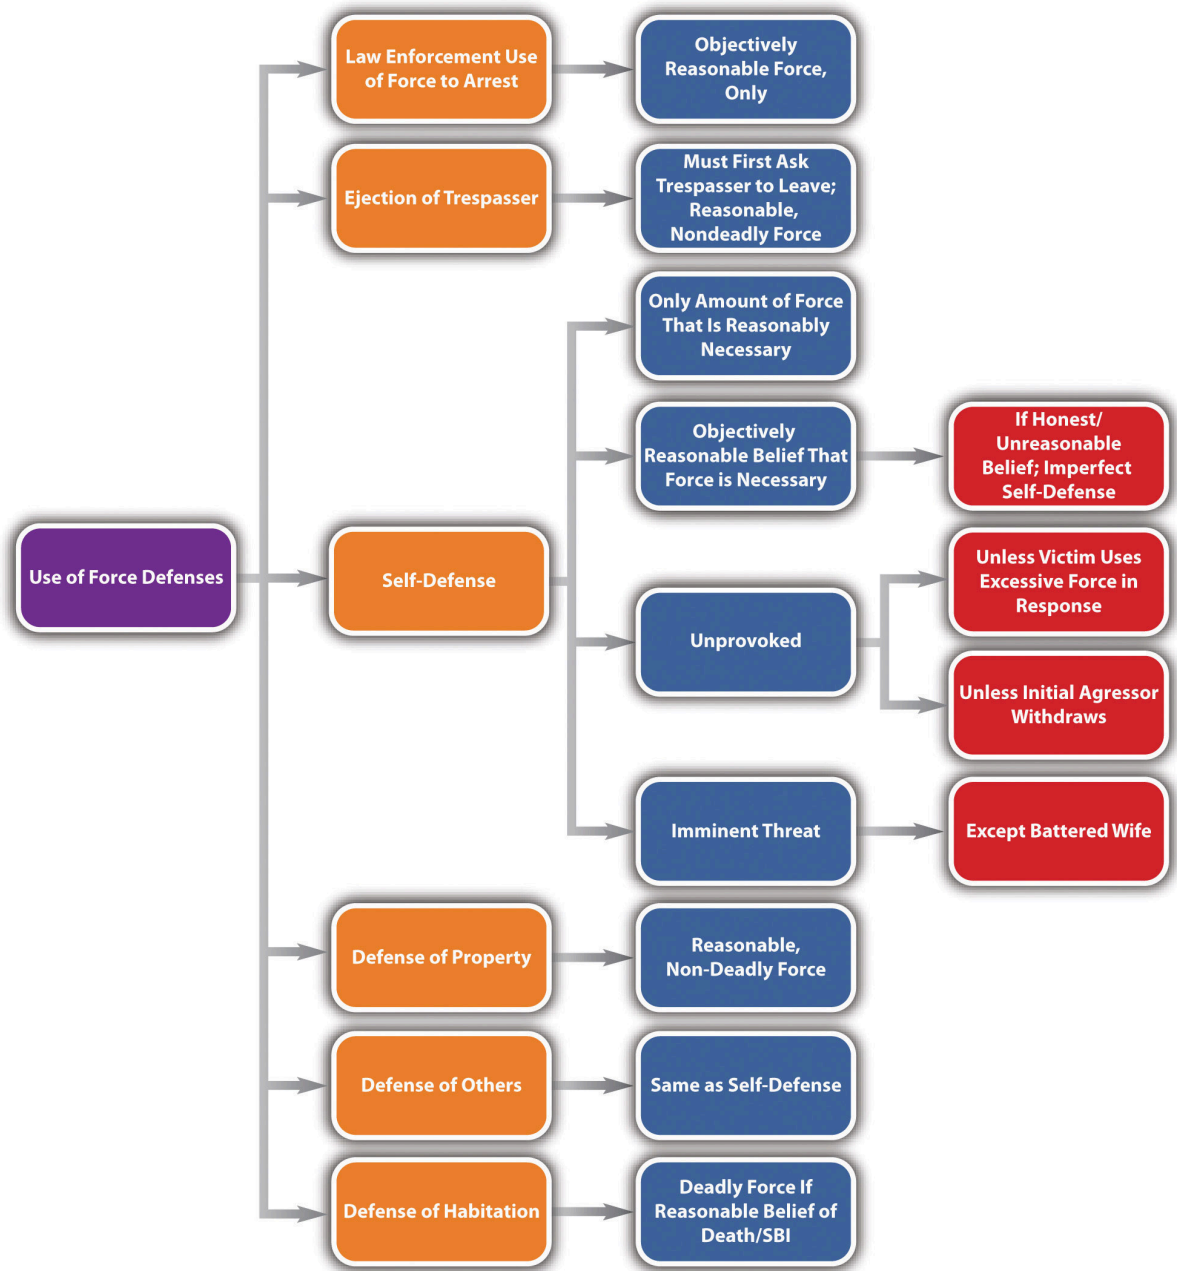 Law Enforcement Use
of Force to Arrest
Objectively
Reasonable Force,
Only
Ejection of Trespasser
Must First Ask
Trespasser to Leave;
Reasonable,
Nondeadly Force
Use of Force Defenses
Self-Defense
Only Amount of Force
That Is Reasonably
Necessary
Objectively
Reasonable Belief That
Force is Necessary
If Honest/
Unreasonable
Belief; Imperfect
Self-Defense
Unprovoked
Unless Victim Uses
Excessive Force in
Response
Unless Initial Agressor
Withdraws
Imminent Threat
Except Battered Wife
Defense of Property
Reasonable,
Non-Deadly Force
Defense of Others
Same as Self-Defense
Defense of Habitation
Deadly Force If
Reasonable Belief of
Death/SBI